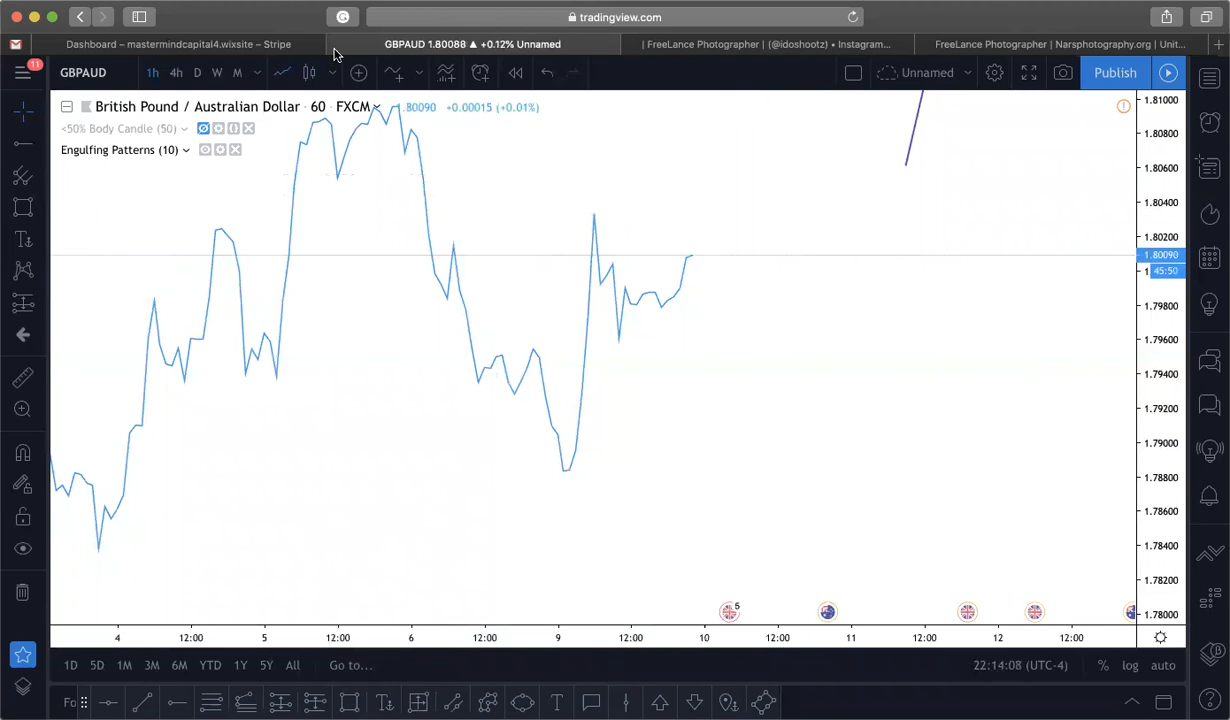 tradingview.com
Dashboard – mastermindcapital4.wixsite – Stripe
GBPAUD 1.80088 ▲ +0.12% Unnamed
| FreeLance Photographer | (@idoshootz) • Instagram...
FreeLance Photographer | Narsphotography.org | Unit...
11
GBPAUD
1h 4h D W M
Unnamed
Publish
British Pound / Australian Dollar · 60 · FXCM
1.80090 +0.00015 (+0.01%)
<50% Body Candle (50)
Engulfing Patterns (10)
1.81000
1.80800
1.80600
1.80400
1.80200
1.80090
45:50
1.79800
1.79600
1.79400
1.79200
1.79000
1.78800
1.78600
1.78400
1.78200
1.78000
5
4 12:00 5 12:00 6 12:00 9 12:00 10 12:00 11 12:00 12 12:00
1D 5D 1M 3M 6M YTD 1Y 5Y All Go to...
22:14:08 (UTC-4) % log auto
Fo